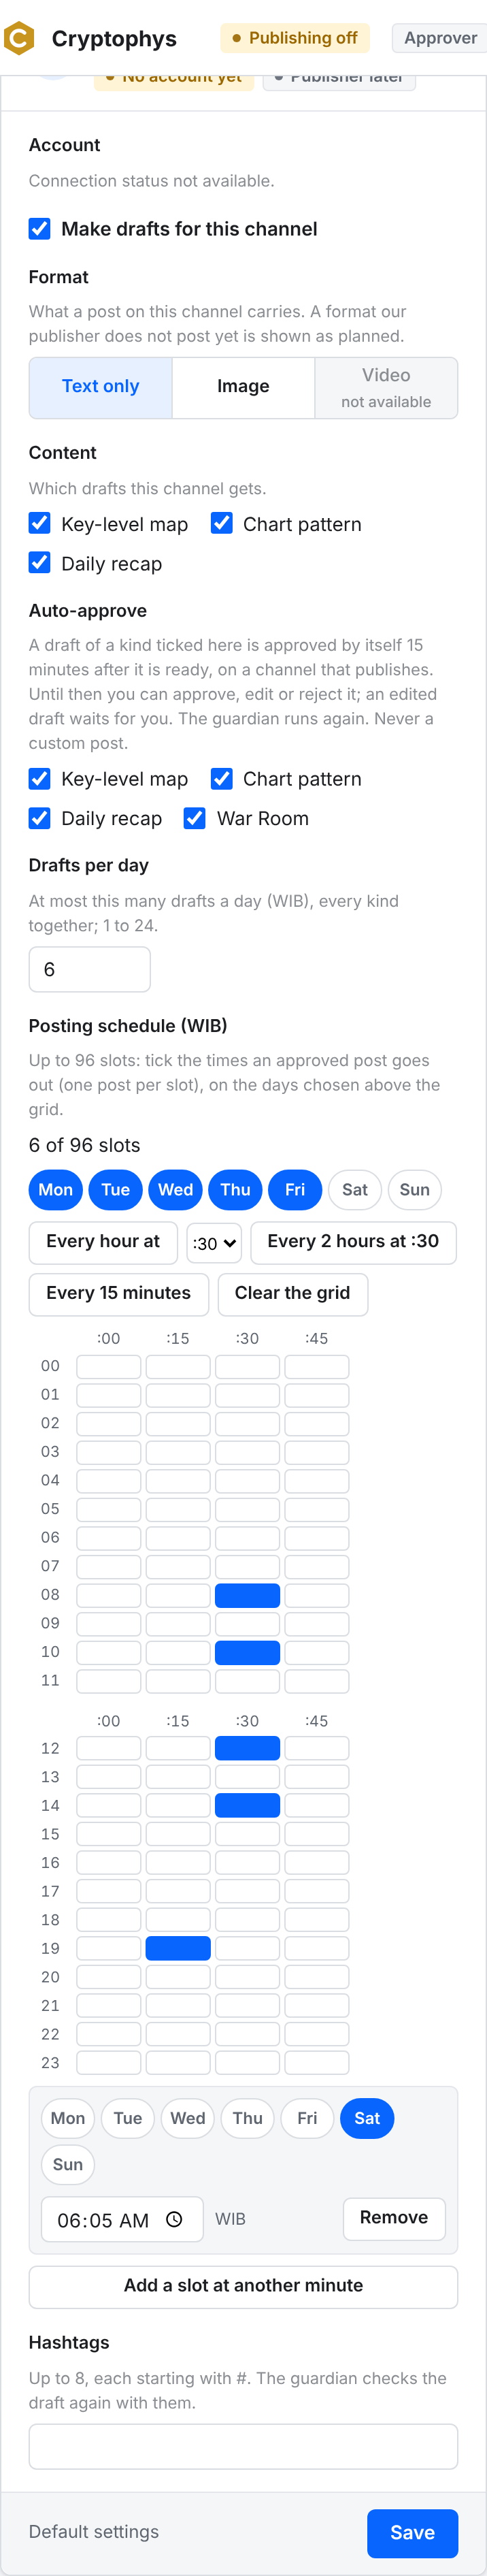 Cryptophys
Publishing off
Approver
No account yet
Publisher later
Account
Connection status not available.
Make drafts for this channel
Format
What a post on this channel carries. A format our
publisher does not post yet is shown as planned.
Text only
Image
Video
not available
Content
Which drafts this channel gets.
Key-level map
Chart pattern
Daily recap
Auto-approve
A draft of a kind ticked here is approved by itself 15
minutes after it is ready, on a channel that publishes.
Until then you can approve, edit or reject it; an edited
draft waits for you. The guardian runs again. Never a
custom post.
Key-level map
Chart pattern
Daily recap
War Room
Drafts per day
At most this many drafts a day (WIB), every kind
together; 1 to 24.
6
Posting schedule (WIB)
Up to 96 slots: tick the times an approved post goes
out (one post per slot), on the days chosen above the
grid.
6 of 96 slots
Mon Tue Wed Thu Fri Sat Sun
Every hour at
:30
Every 2 hours at :30
Every 15 minutes
Clear the grid
:00 :15 :30 :45
00
01
02
03
04
05
06
07
08
09
10
11
:00 :15 :30 :45
12
13
14
15
16
17
18
19
20
21
22
23
Mon Tue Wed Thu Fri Sat
Sun
06:05 AM
WIB
Remove
Add a slot at another minute
Hashtags
Up to 8, each starting with #. The guardian checks the
draft again with them.
Default settings
Save